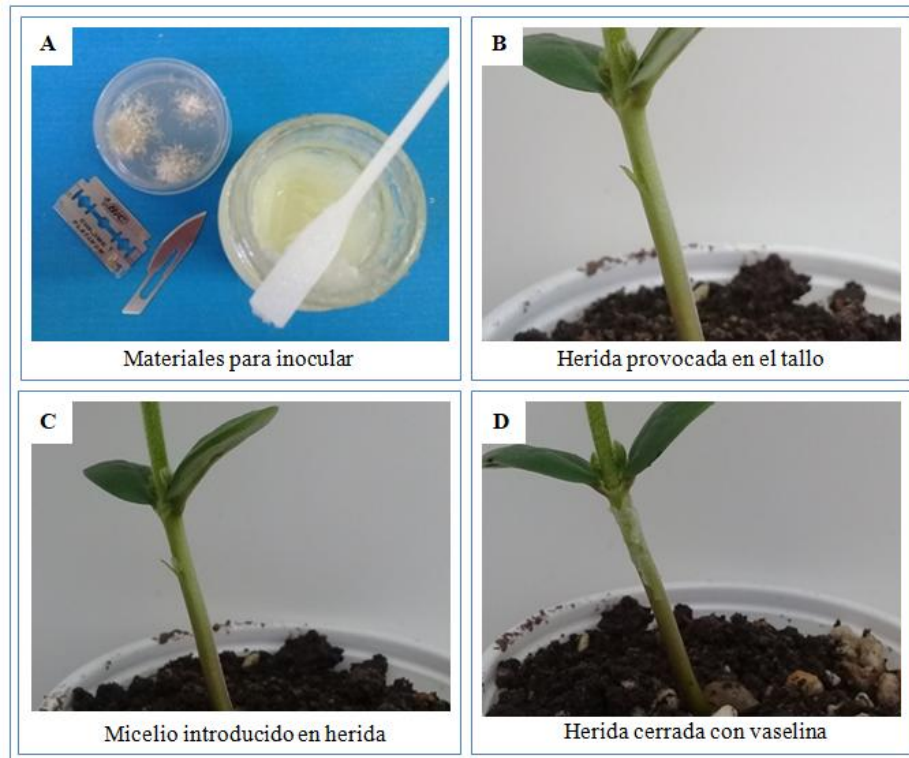 A
B
Materiales para inocular
Herida provocada en el tallo
C
D
Micelio introducido en herida
Herida cerrada con vaselina